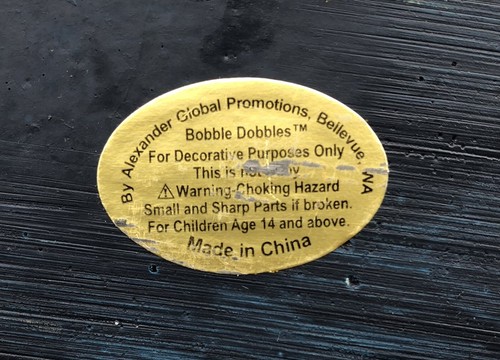 By Alexander Global Promotions, Bellevue, WA
Bobble Dobbles™
For Decorative Purposes Only
This is not
Warning-Choking Hazard
Small and Sharp Parts if broken.
For Children Age 14 and above.
Made in China